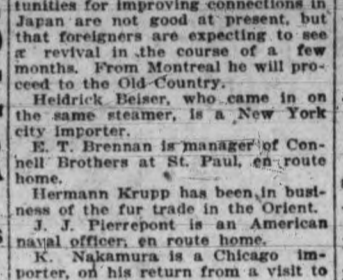 tunities for improving connections in
Japan are not good at present, but
that foreigners are expecting to see
a revival in the course of a few
months. From Montreal he will pro-
ceed to the Old Country.
Heldrick Beiser, who came in on
the same steamer, is a New York
city importer.
E. T. Brennan is manager of Con-
nell Brothers at St. Paul, en route
home.
Hermann Krupp has been in busi-
ness of the fur trade in the Orient.
J. J. Pierrepont is an American
naval officer, en route home.
K. Nakamura is a Chicago im-
porter, on his return from a visit to